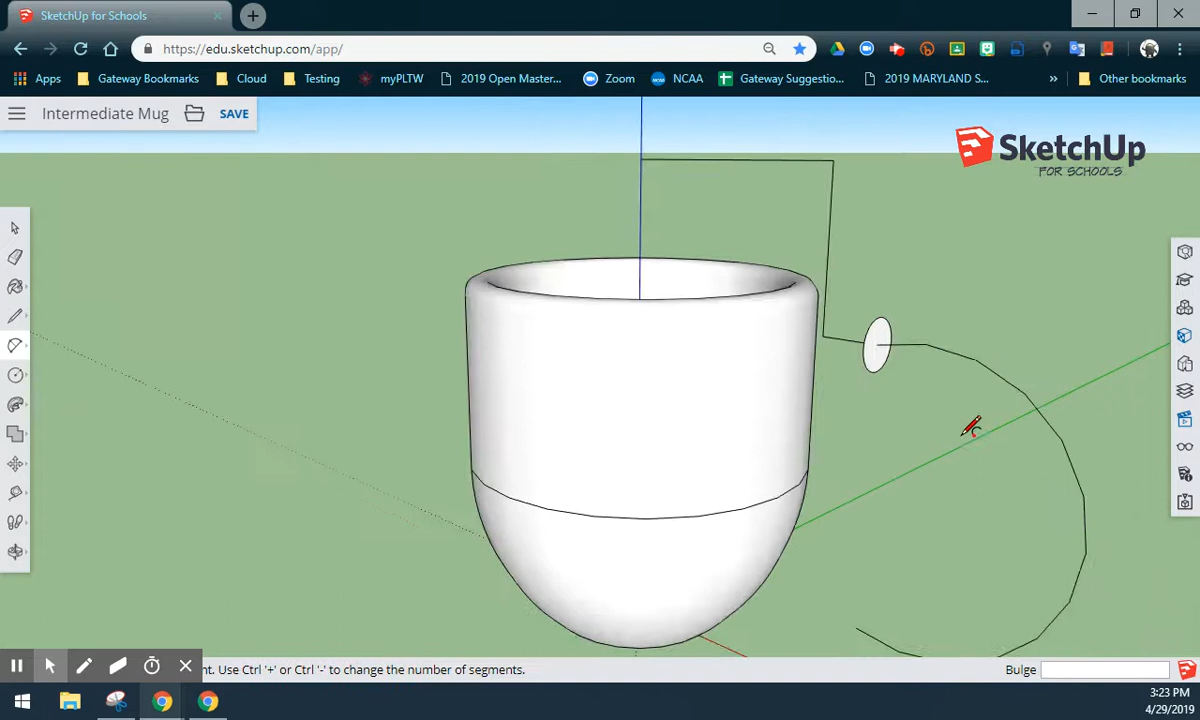 SketchUp for Schools
https://edu.sketchup.com/app/
Apps Gateway Bookmarks Cloud Testing myPLTW 2019 Open Master... Zoom NCAA Gateway Suggestio... 2019 MARYLAND S... » Other bookmarks
Intermediate Mug SAVE
SketchUp
FOR SCHOOLS
nt. Use Ctrl '+' or Ctrl '-' to change the number of segments. Bulge
3:23 PM
4/29/2019